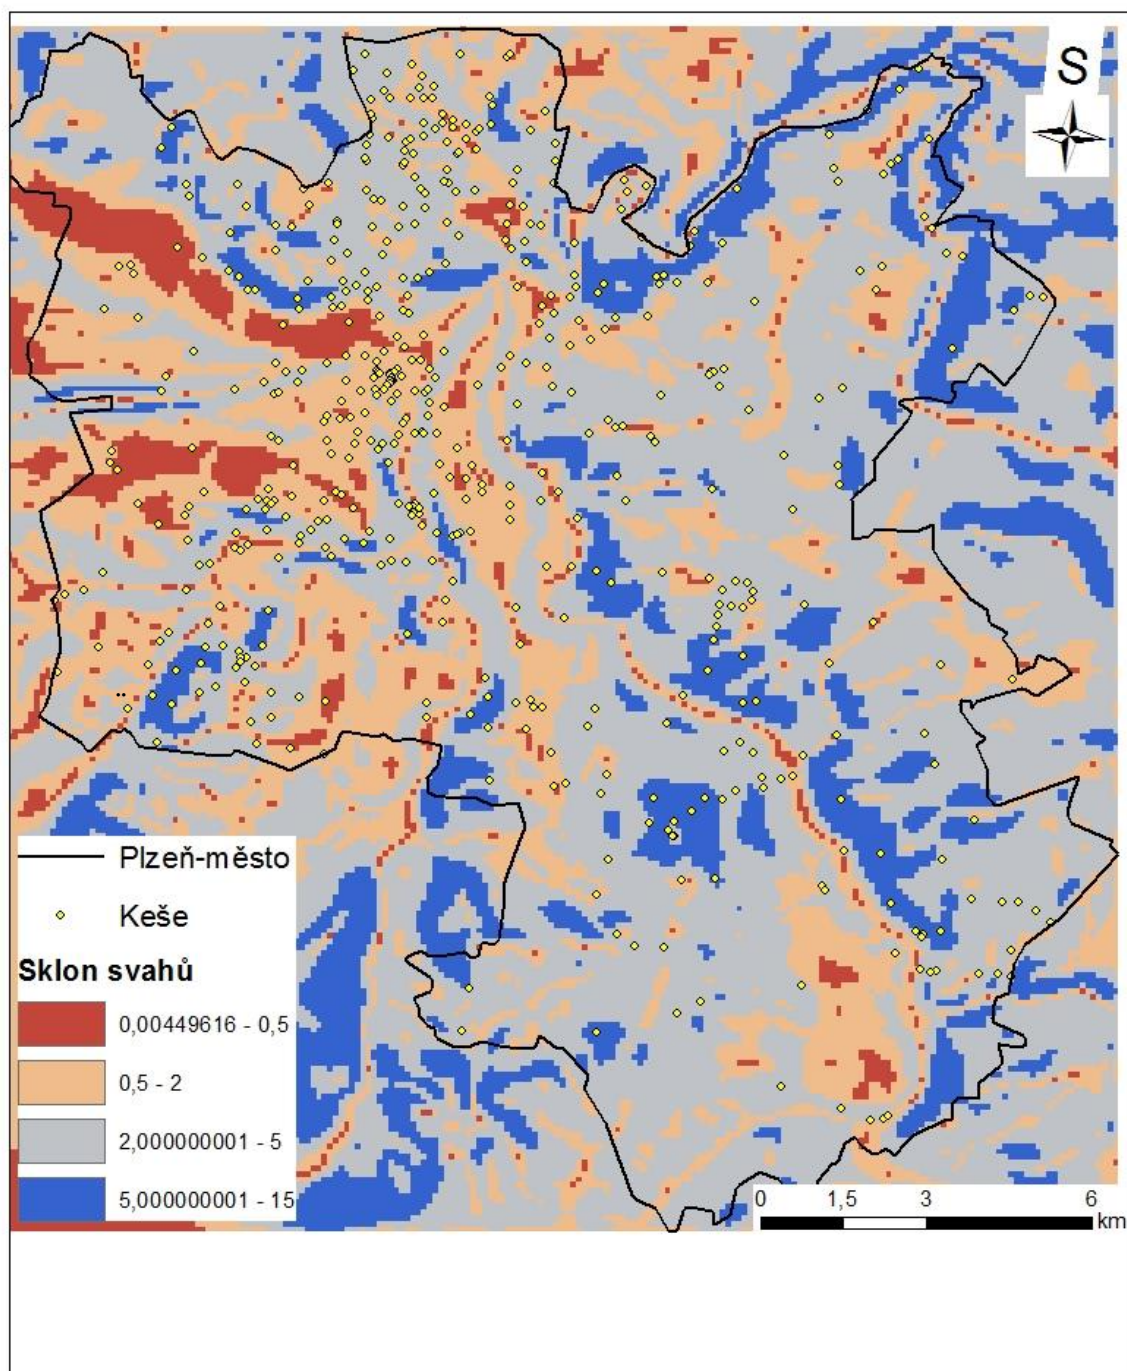 S
Plzeň-město
Keše
Sklon svahů
0,00449616 - 0,5
0,5 - 2
2,000000001 - 5
5,000000001 - 15
0 1,5 3 6
km